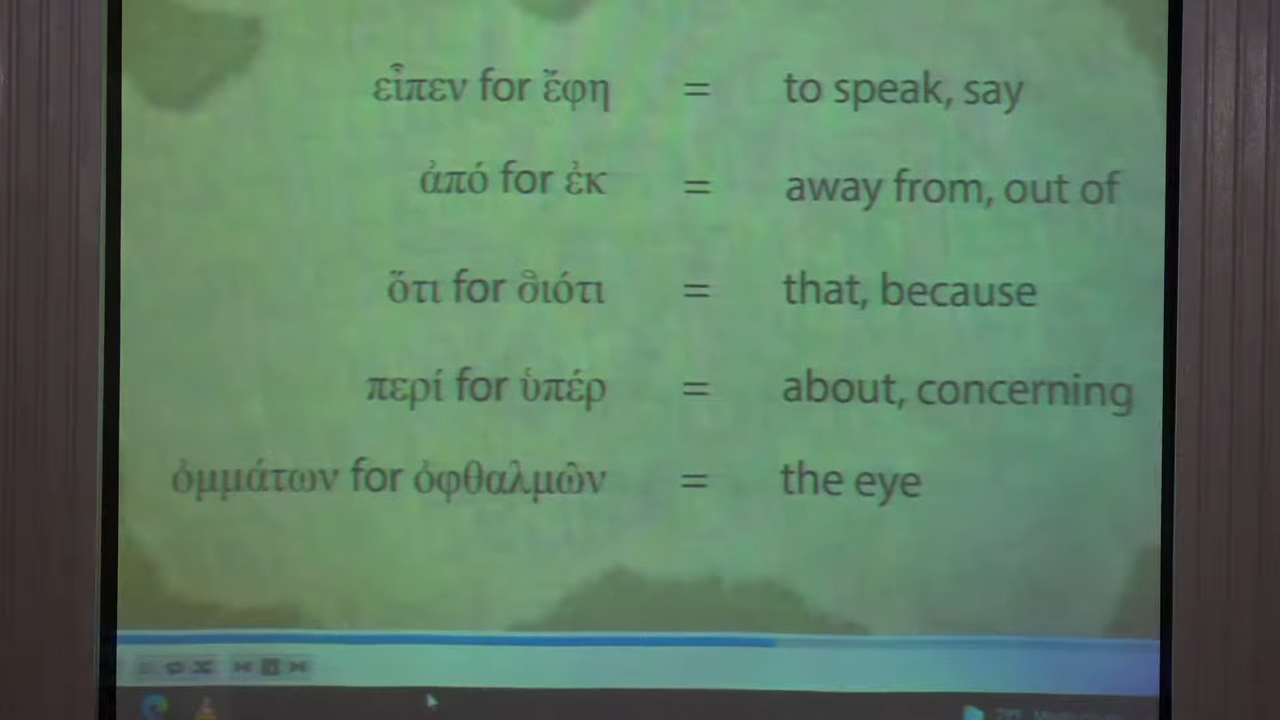 εἶπεν for ἔφη = to speak, say
ἀπό for ἐκ = away from, out of
ὅτι for διότι = that, because
περί for ὑπέρ = about, concerning
ὀμμάτων for ὀφθαλμῶν = the eye